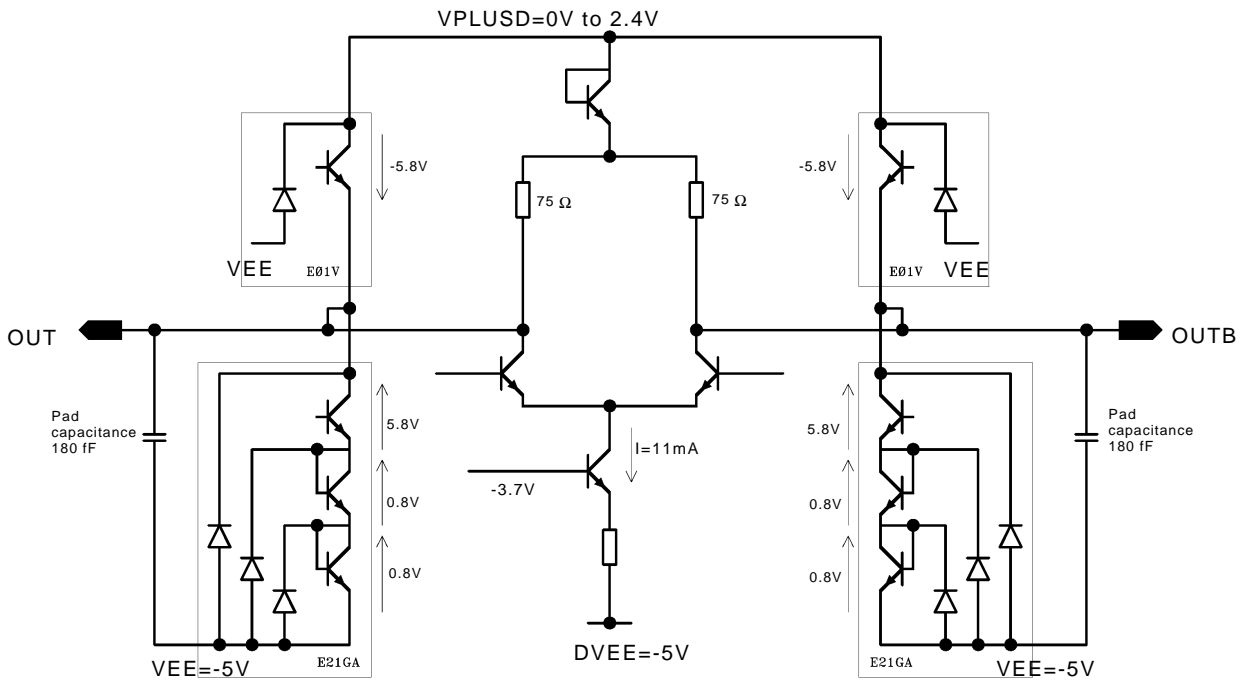 VPLUSD=0V to 2.4V
-5.8V
-5.8V
75 Ω
75 Ω
VEE
E01V
E01V
VEE
OUT
OUTB
Pad
capacitance
180 fF
5.8V
I=11mA
5.8V
Pad
capacitance
180 fF
-3.7V
0.8V
0.8V
0.8V
0.8V
VEE=-5V
E21GA
DVEE=-5V
E21GA
VEE=-5V